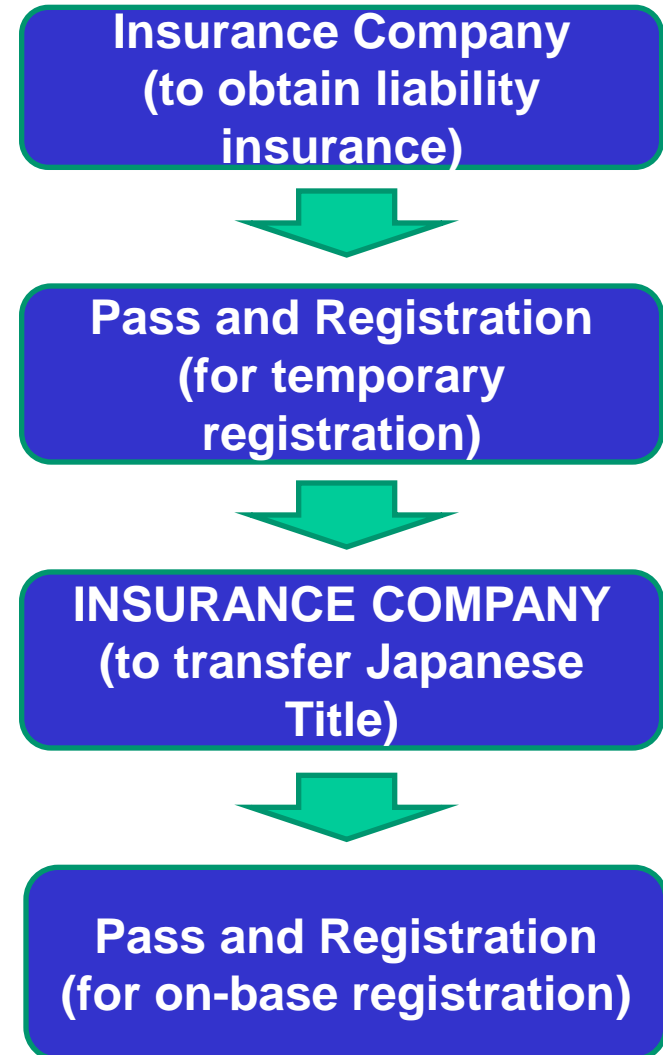 Insurance Company
(to obtain liability
insurance)
Pass and Registration
(for temporary
registration)
INSURANCE COMPANY
(to transfer Japanese
Title)
Pass and Registration
(for on-base registration)